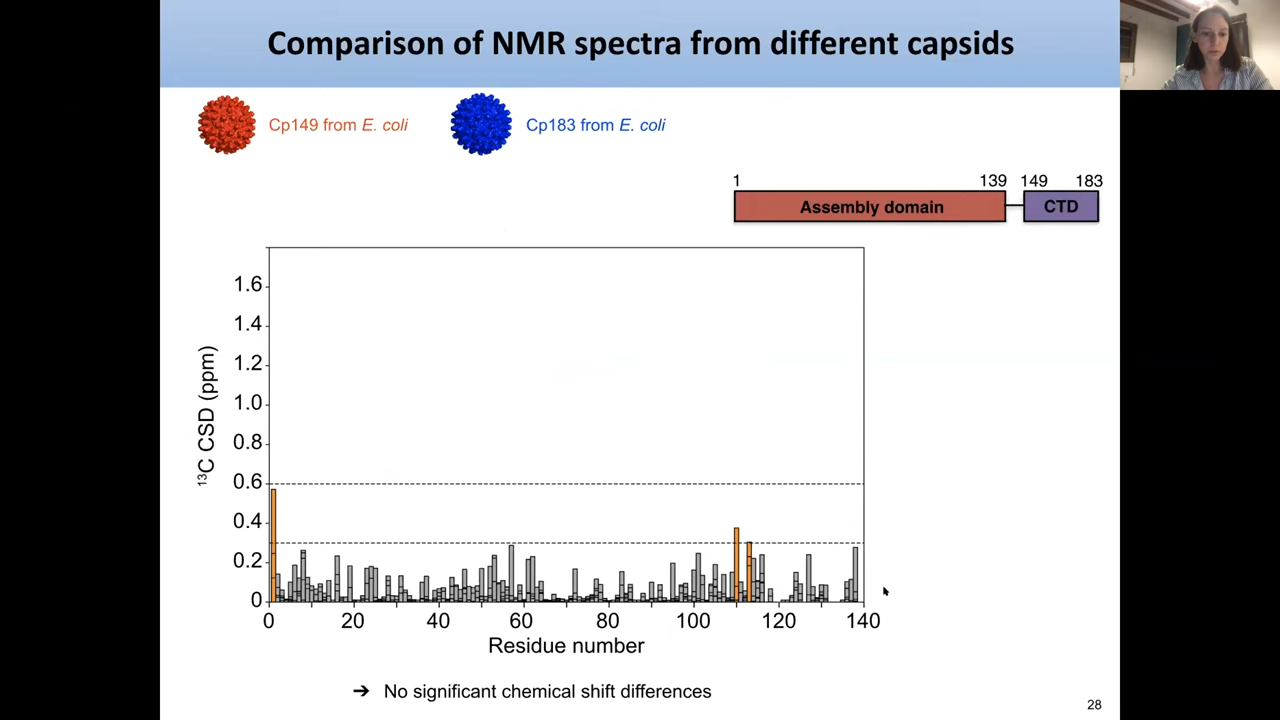 Comparison of NMR spectra from different capsids
Cp149 from E. coli
Cp183 from E. coli
1 139 149 183
Assembly domain CTD
1.6
1.4
1.2
1.0
0.8
0.6
0.4
0.2
0
¹³C CSD (ppm)
0 20 40 60 80 100 120 140
Residue number
➔ No significant chemical shift differences
28